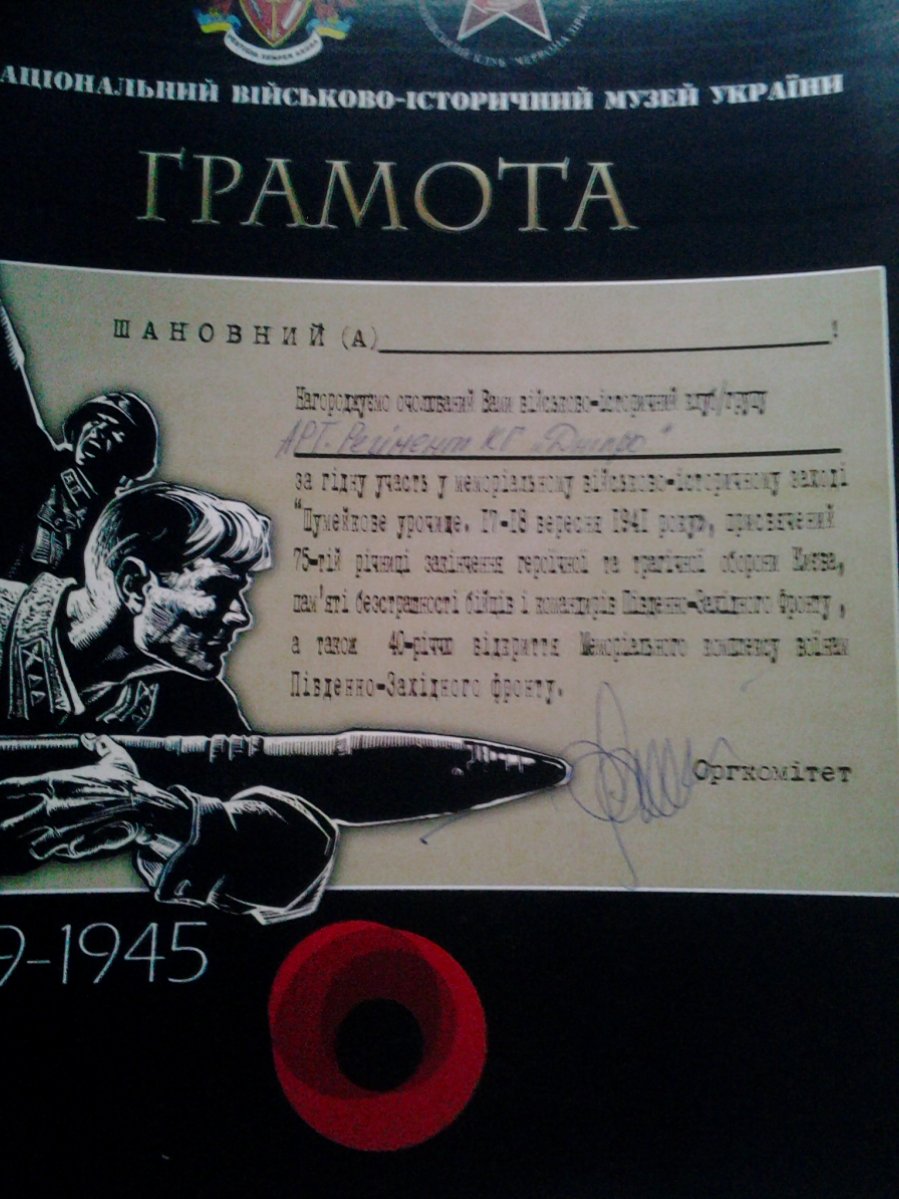 АЦІОНАЛЬНИЙ ВІЙСЬКОВО-ІСТОРИЧНИЙ МУЗЕЙ УКРАЇНИ
ГРАМОТА
ШАНОВНИЙ (А) !
Нагороджуємо очолюваний Вами військово-історичний клуб/групу
АРТ. Регімент КГ "Дніпро"
за гідну участь у меморіальному військово-історичному заході
"Шумейкове урочище. 17-18 вересня 1941 року", присвячений
75-тій річниці закінчення героїчної та трагічної оборони Києва,
пам'яті безстрашності бійців і командирів Південно-Західного Фронту,
а також 40-річчю відкриття Меморіального комплексу воїнам
Південно-Західного фронту.
Оргкомітет
9-1945